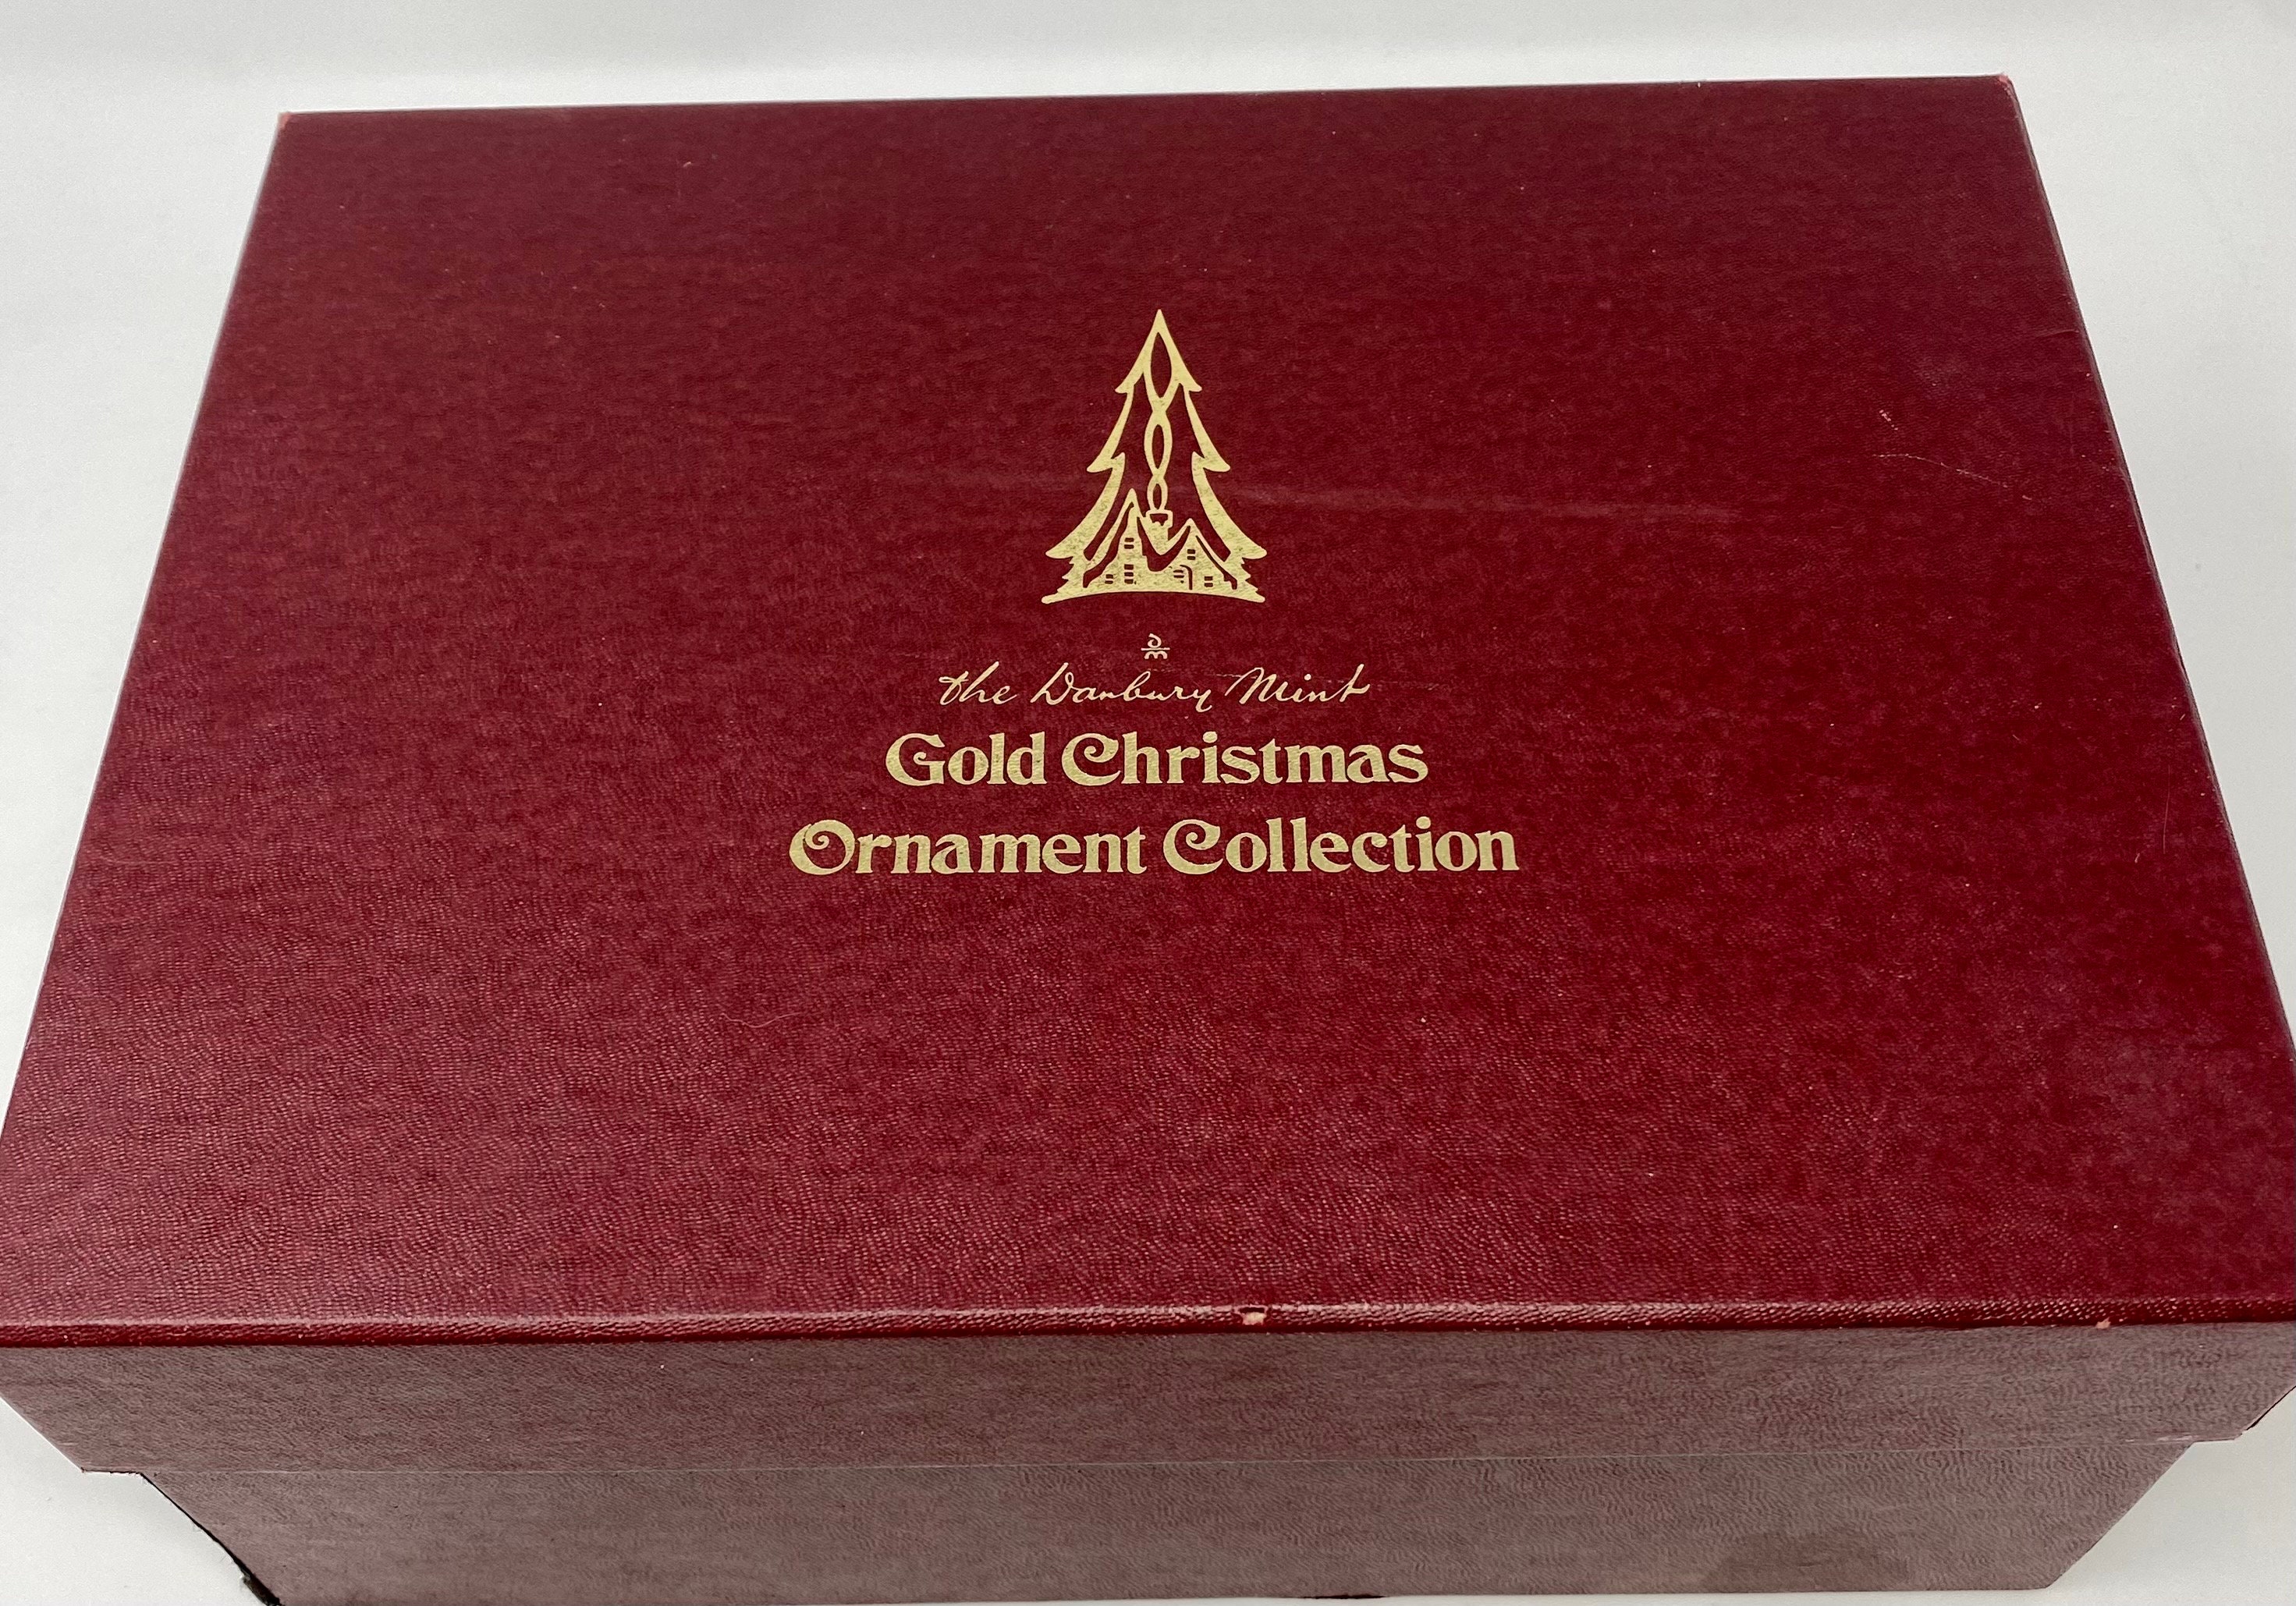 the Danbury Mint
Gold Christmas
Ornament Collection